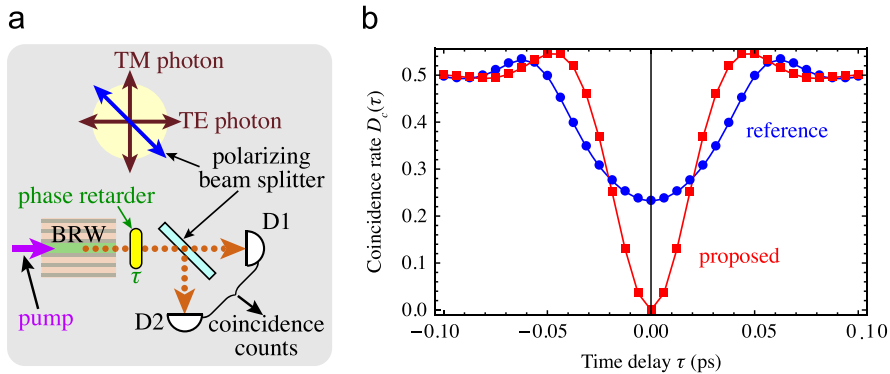 a
TM photon
TE photon
polarizing
beam splitter
phase retarder
BRW
D1
τ
pump
D2
coincidence
counts
b
Coincidence rate D_c(τ)
0.5
0.4
0.3
0.2
0.1
0.0
reference
proposed
-0.10 -0.05 0.00 0.05 0.10
Time delay τ (ps)